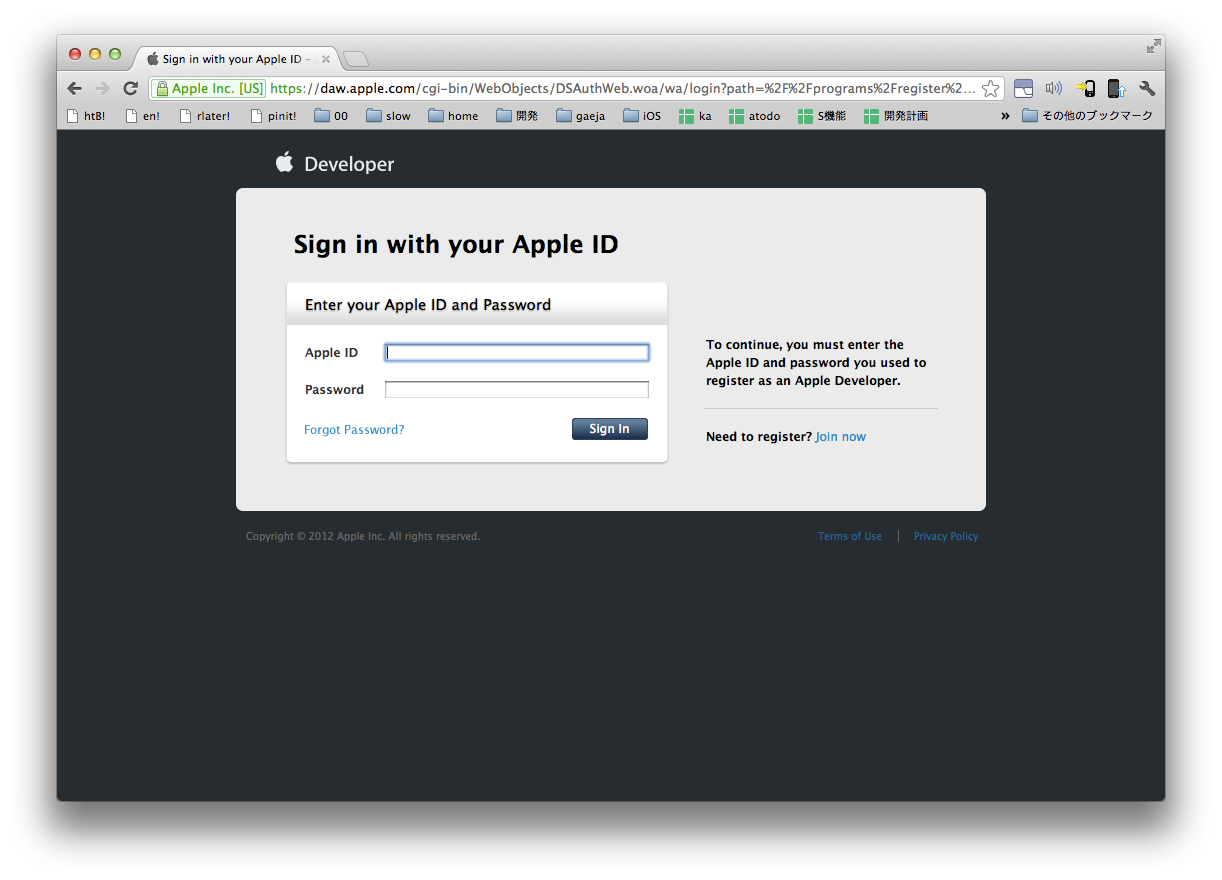 Sign in with your Apple ID –
Apple Inc. [US] https://daw.apple.com/cgi-bin/WebObjects/DSAuthWeb.woa/wa/login?path=%2F%2Fprograms%2Fregister%2...
htB! en! rlater! pinit! 00 slow home 開発 gaeja iOS ka atodo S機能 開発計画 » その他のブックマーク
Developer
Sign in with your Apple ID
Enter your Apple ID and Password
Apple ID
Password
Forgot Password?
Sign In
To continue, you must enter the
Apple ID and password you used to
register as an Apple Developer.
Need to register? Join now
Copyright © 2012 Apple Inc. All rights reserved.
Terms of Use | Privacy Policy